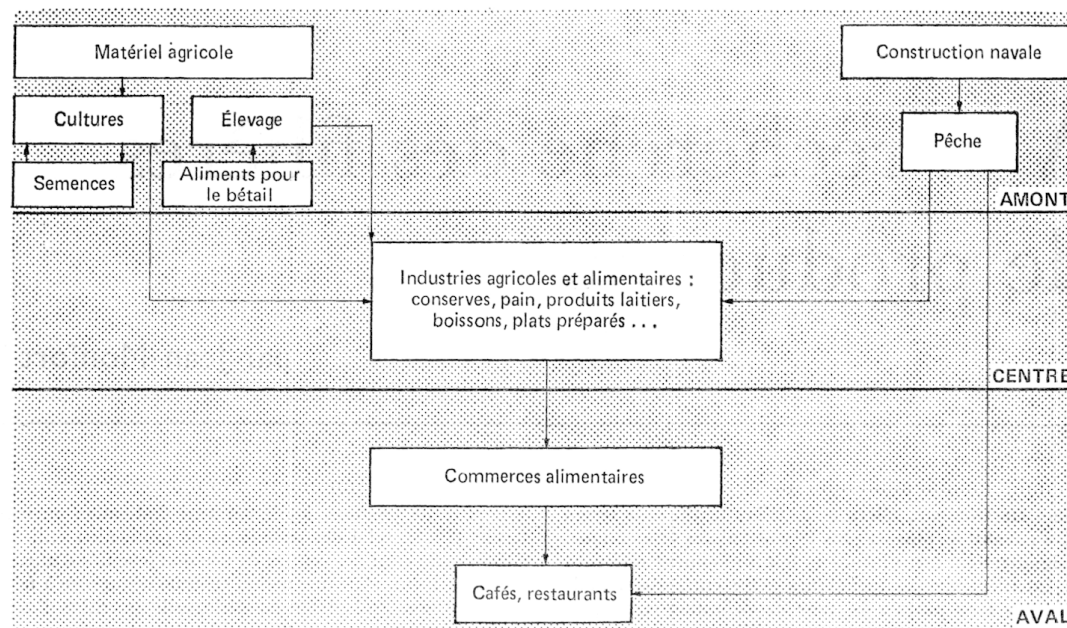 Matériel agricole
Construction navale
Cultures
Élevage
Pêche
Semences
Aliments pour
le bétail
AMONT
Industries agricoles et alimentaires :
conserves, pain, produits laitiers,
boissons, plats préparés . . .
CENTRE
Commerces alimentaires
Cafés, restaurants
AVAL